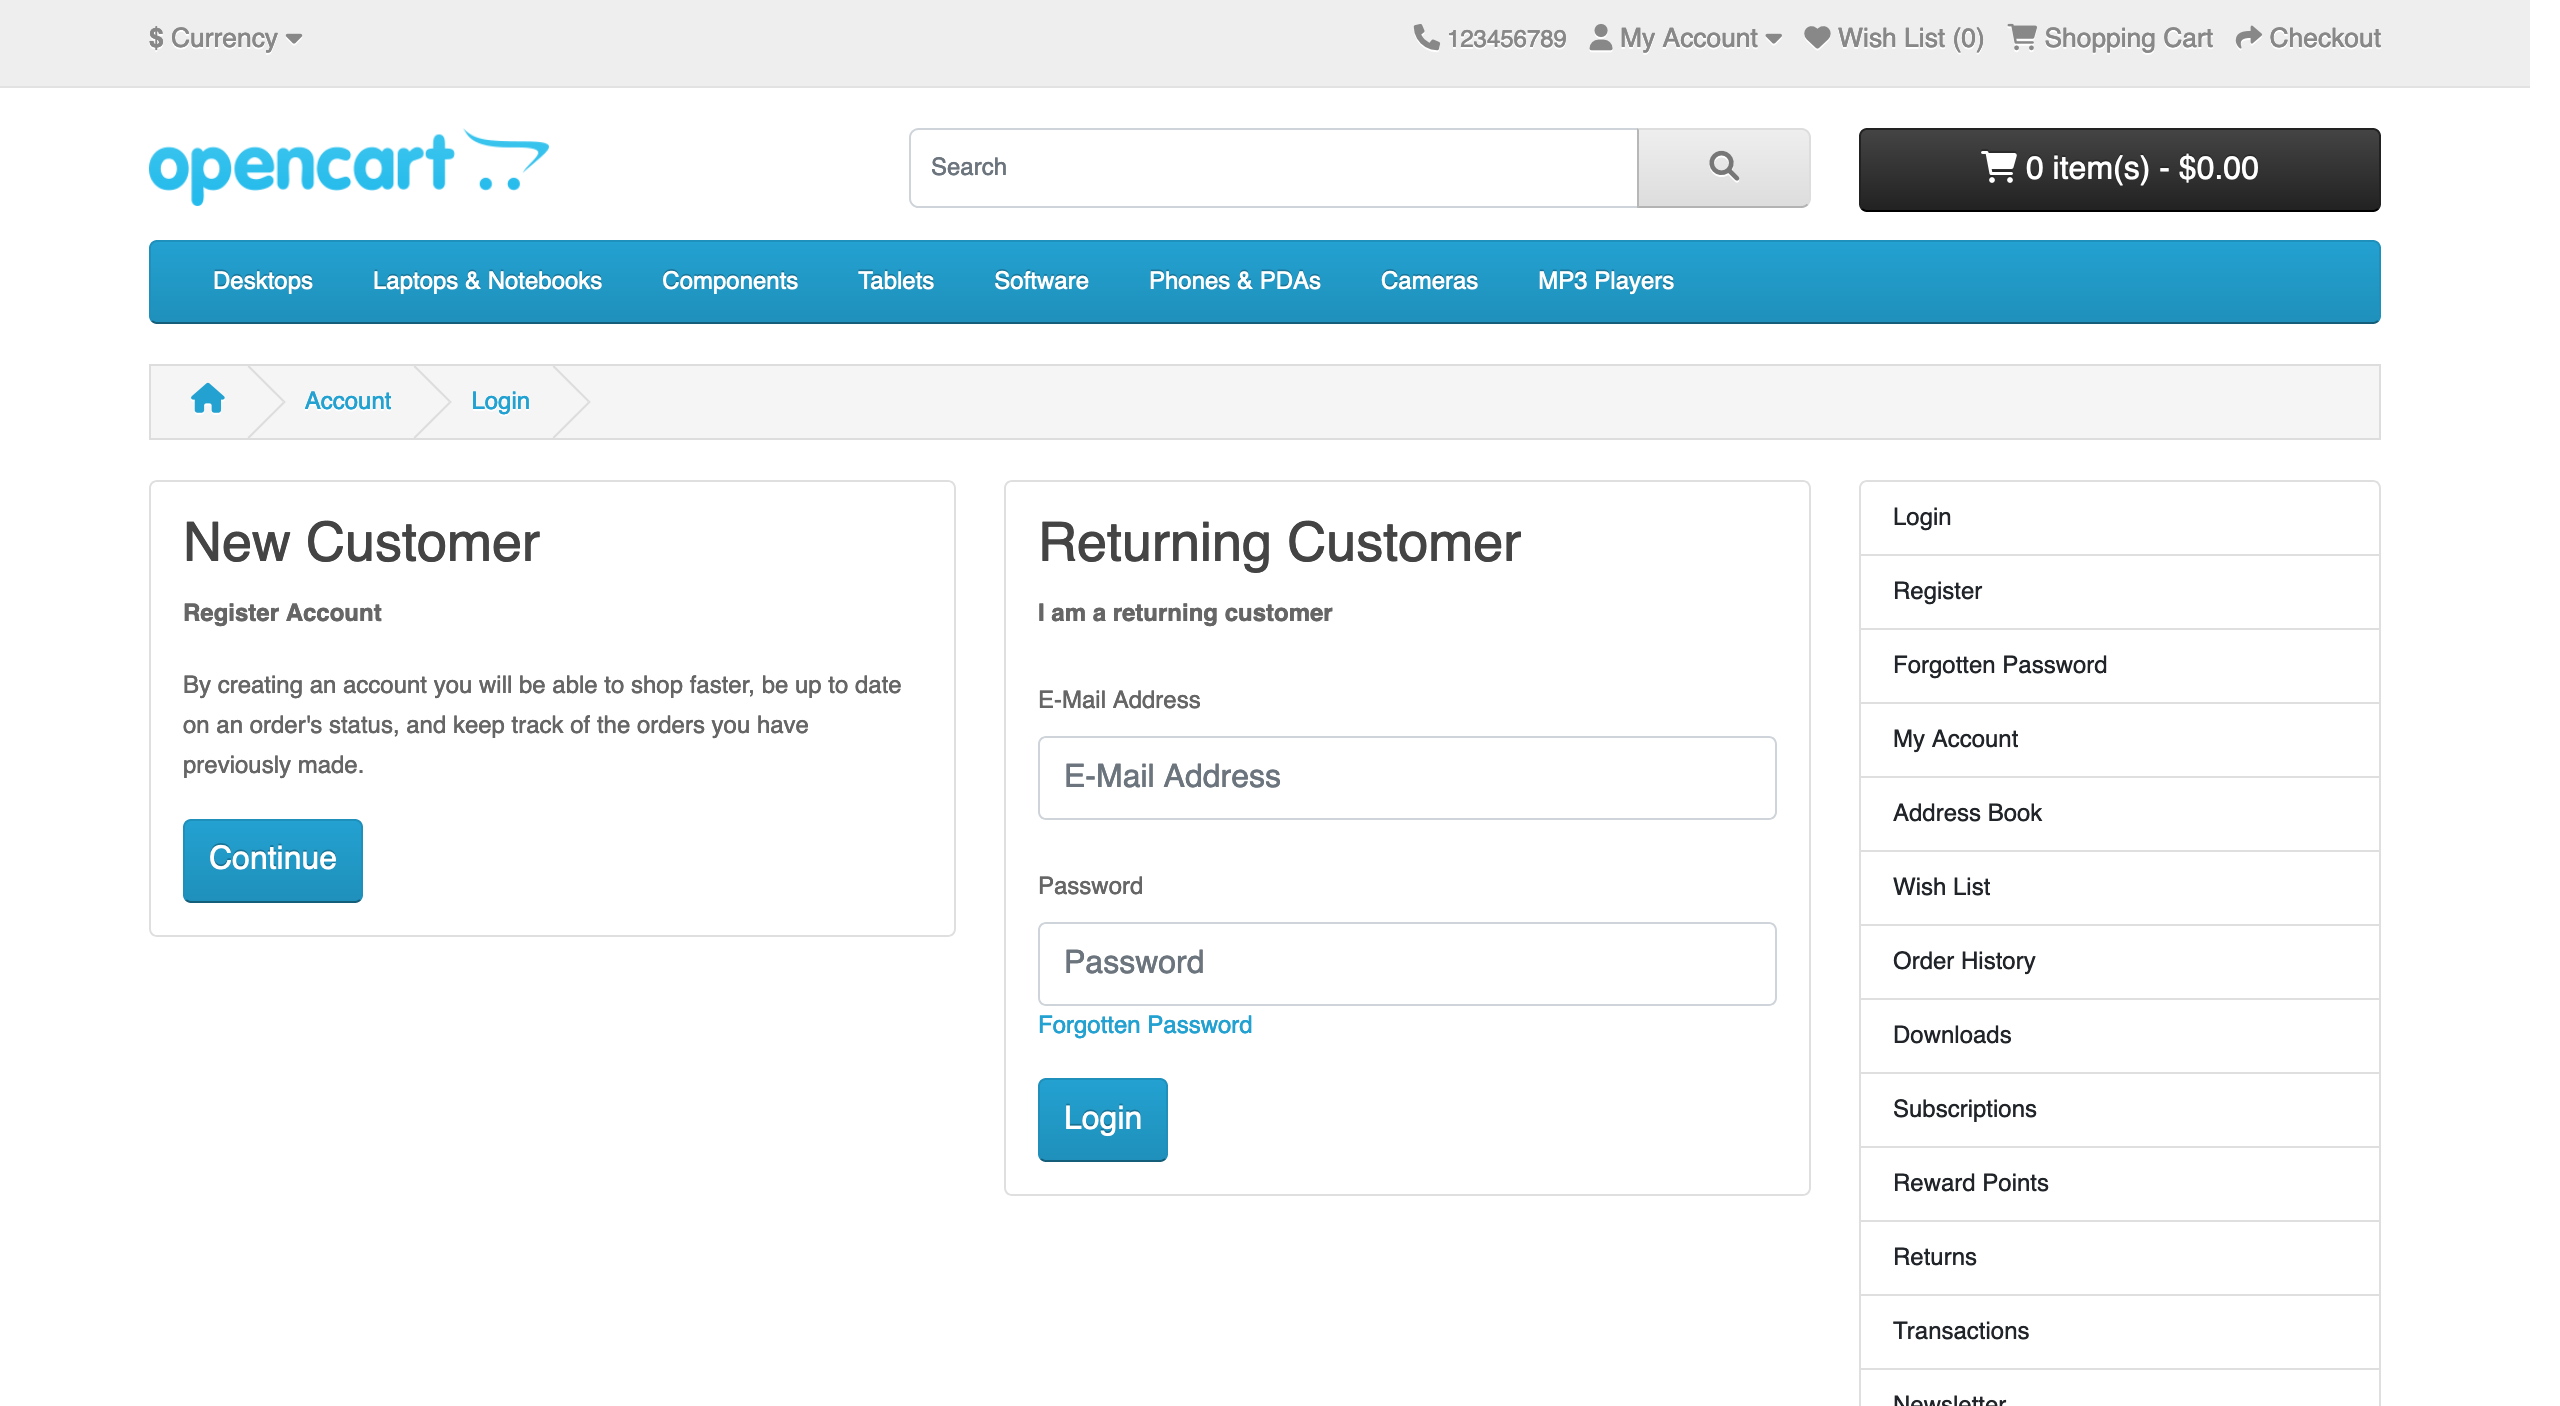 $ Currency
123456789 My Account Wish List (0) Shopping Cart Checkout
opencart
Search
0 item(s) - $0.00
Desktops Laptops & Notebooks Components Tablets Software Phones & PDAs Cameras MP3 Players
Account Login
New Customer
Register Account
By creating an account you will be able to shop faster, be up to date
on an order's status, and keep track of the orders you have
previously made.
Continue
Returning Customer
I am a returning customer
E-Mail Address
E-Mail Address
Password
Password
Forgotten Password
Login
Login
Register
Forgotten Password
My Account
Address Book
Wish List
Order History
Downloads
Subscriptions
Reward Points
Returns
Transactions
Newsletter